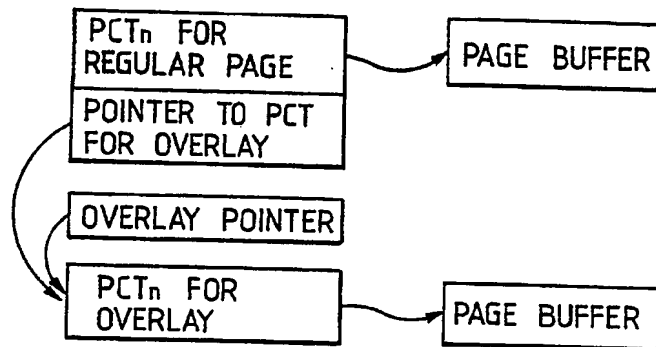 PCTn FOR
REGULAR PAGE
PAGE BUFFER
POINTER TO PCT
FOR OVERLAY
OVERLAY POINTER
PCTn FOR
OVERLAY
PAGE BUFFER